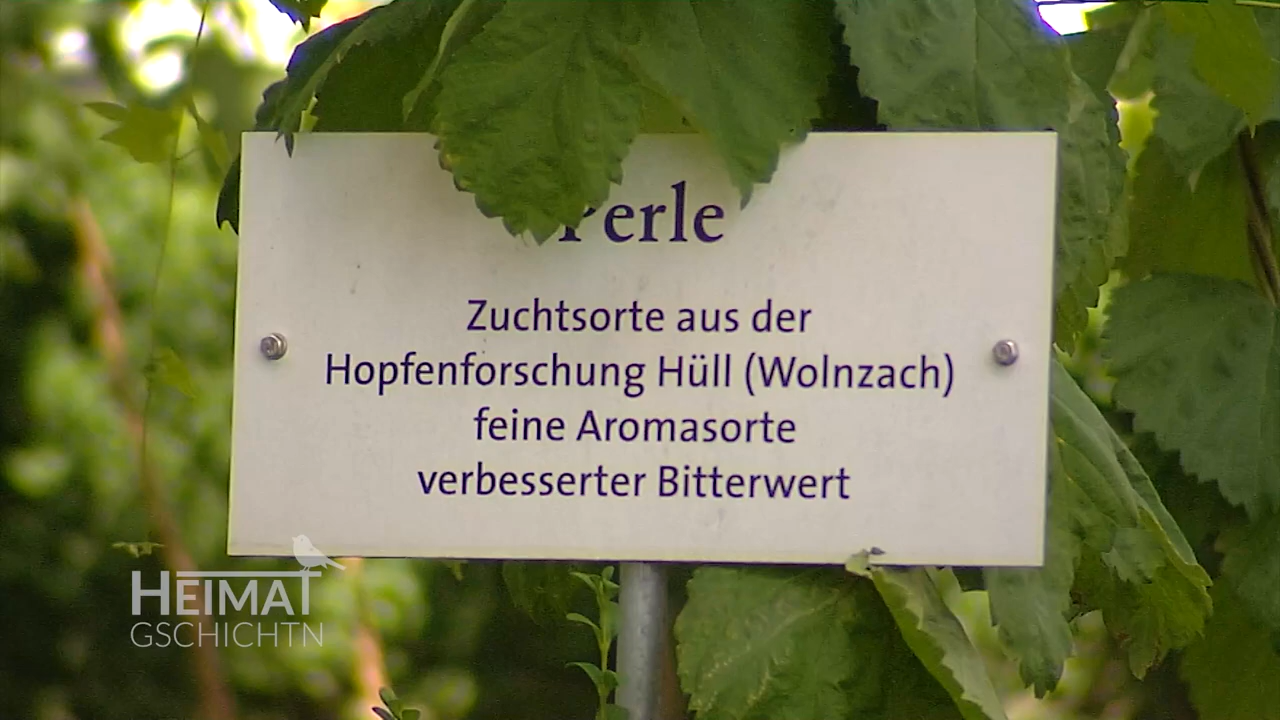 Perle
Zuchtsorte aus der
Hopfenforschung Hüll (Wolnzach)
feine Aromasorte
verbesserter Bitterwert
HEIMAT
GSCHICHTN